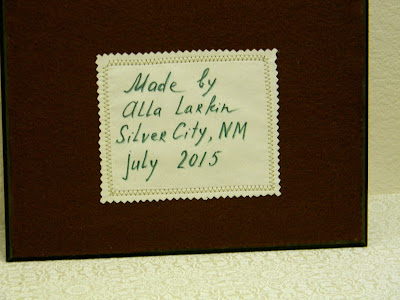 Made by
Alla Larkin
Silver City, NM
july 2015